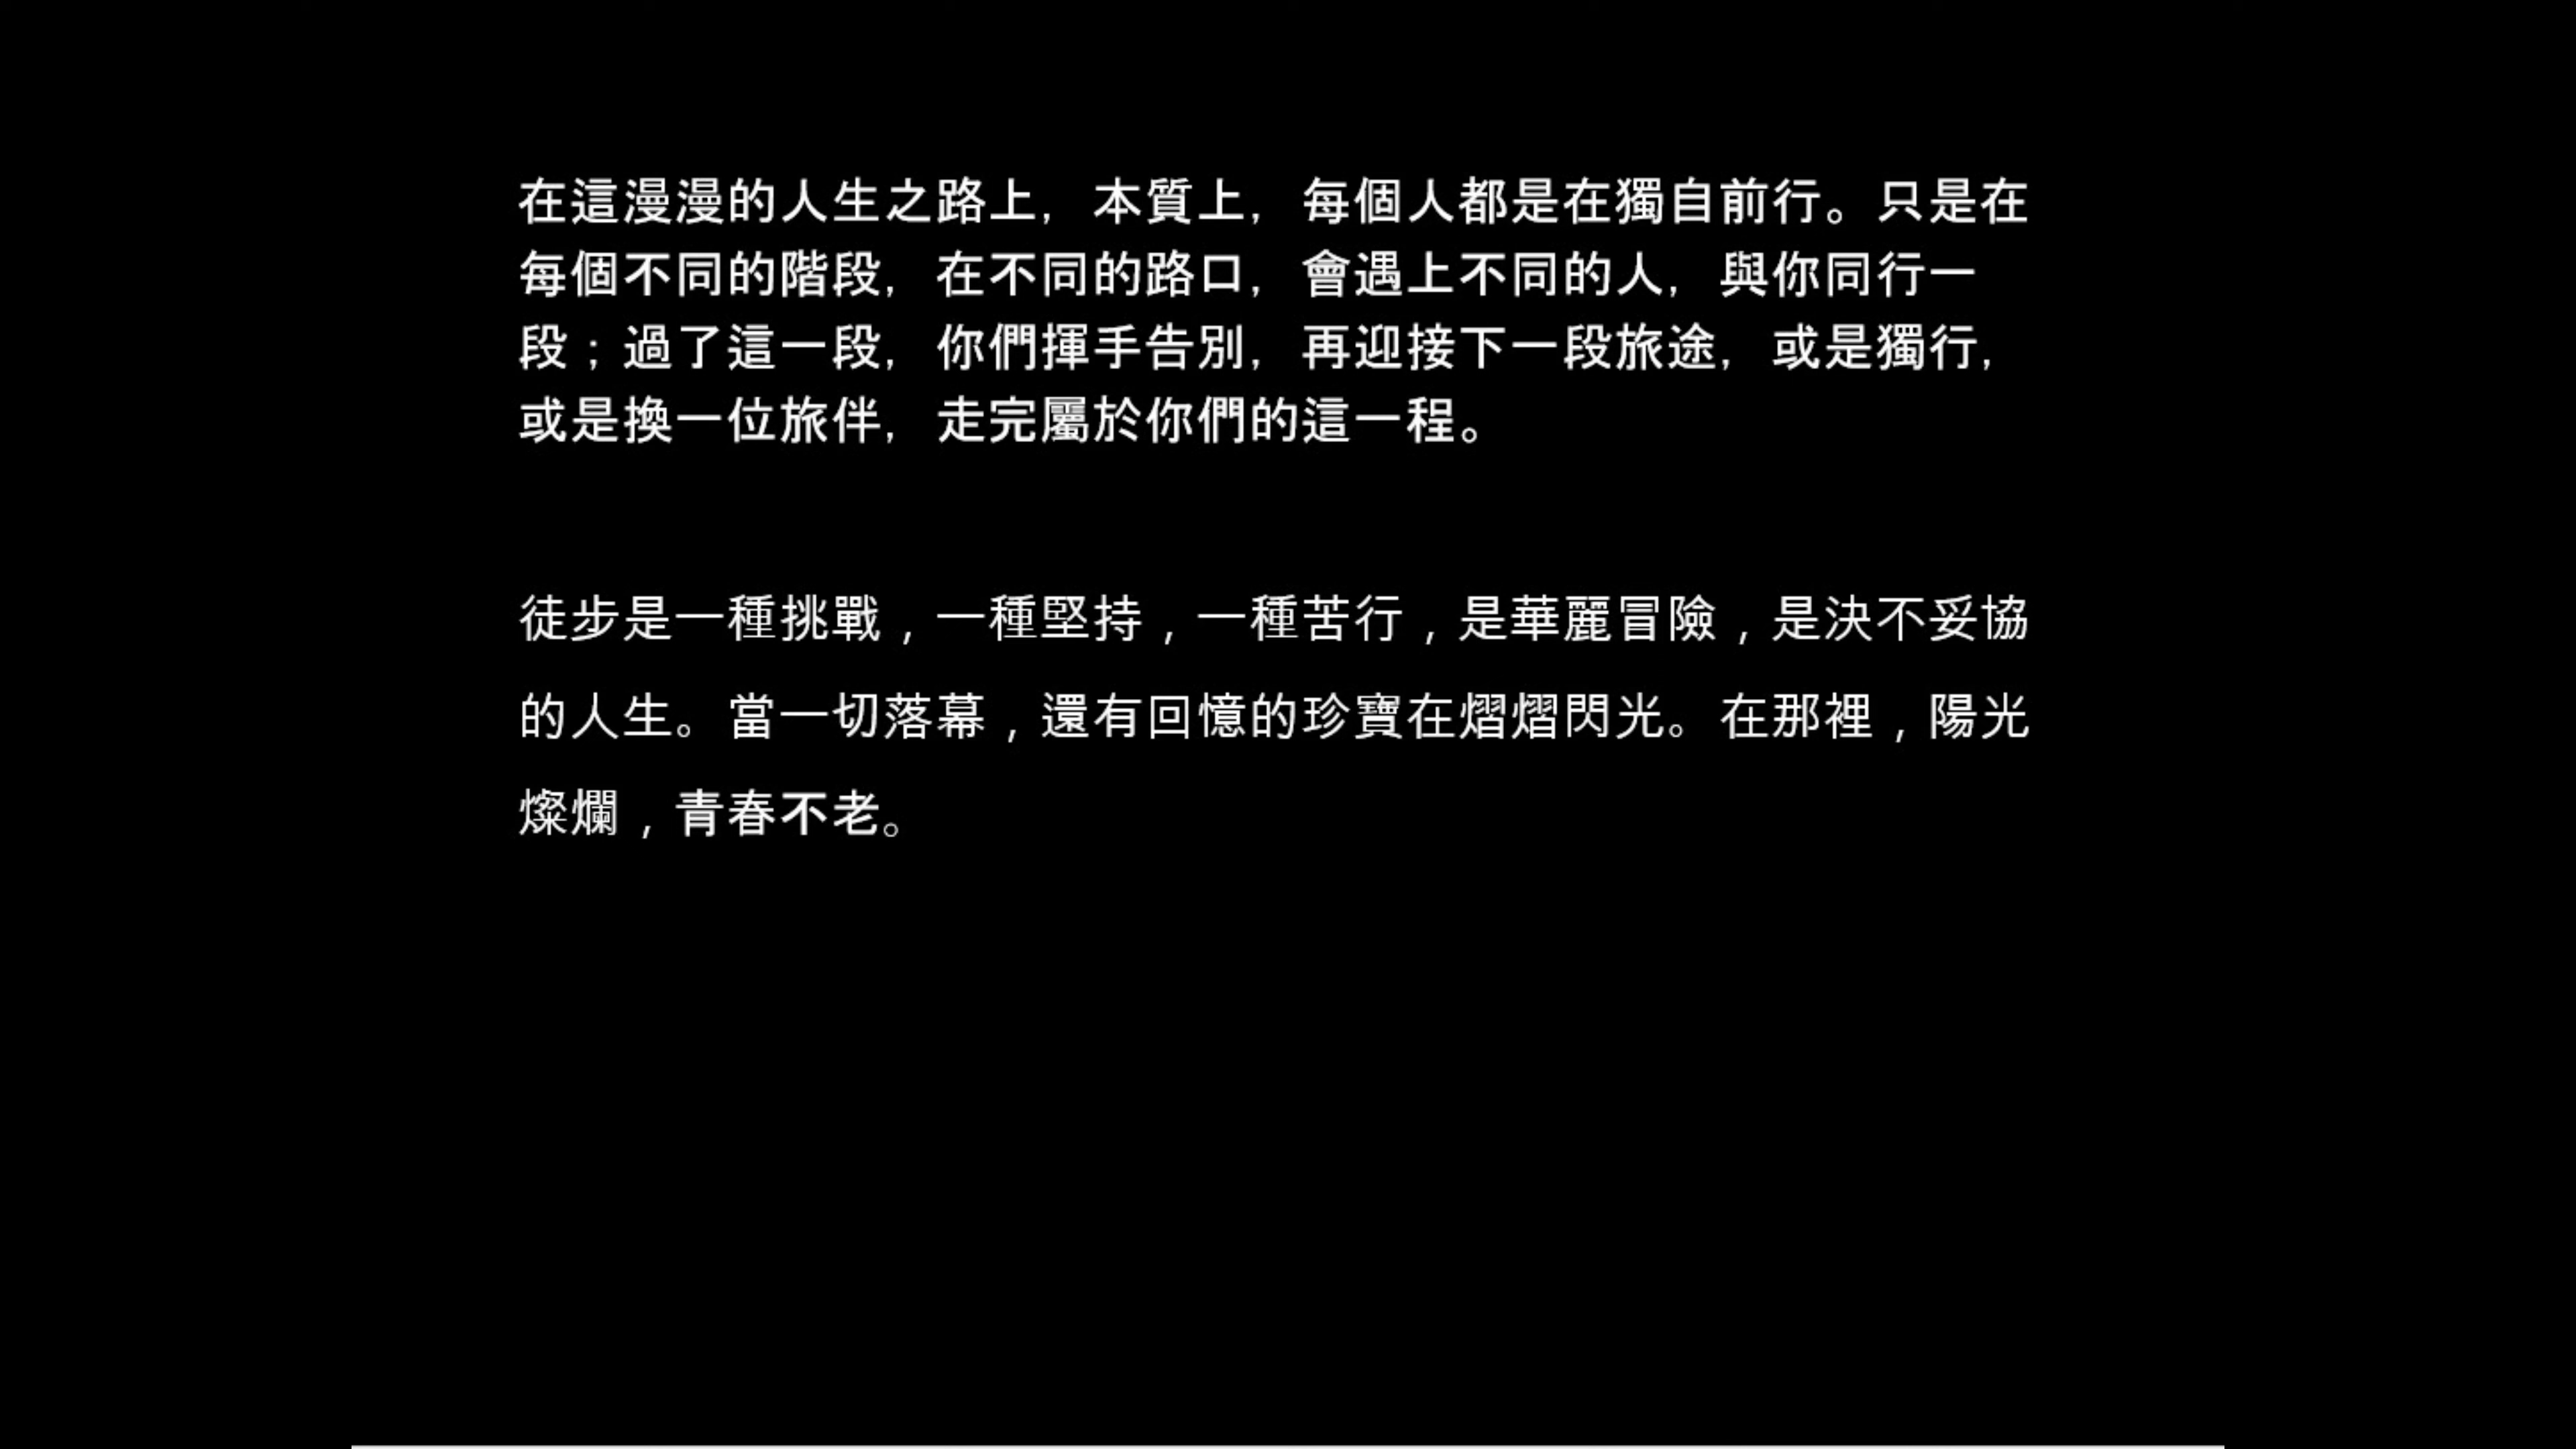 在這漫漫的人生之路上，本質上，每個人都是在獨自前行。只是在
每個不同的階段，在不同的路口，會遇上不同的人，與你同行一
段；過了這一段，你們揮手告別，再迎接下一段旅途，或是獨行，
或是換一位旅伴，走完屬於你們的這一程。
徒步是一種挑戰，一種堅持，一種苦行，是華麗冒險，是決不妥協
的人生。當一切落幕，還有回憶的珍寶在熠熠閃光。在那裡，陽光
燦爛，青春不老。